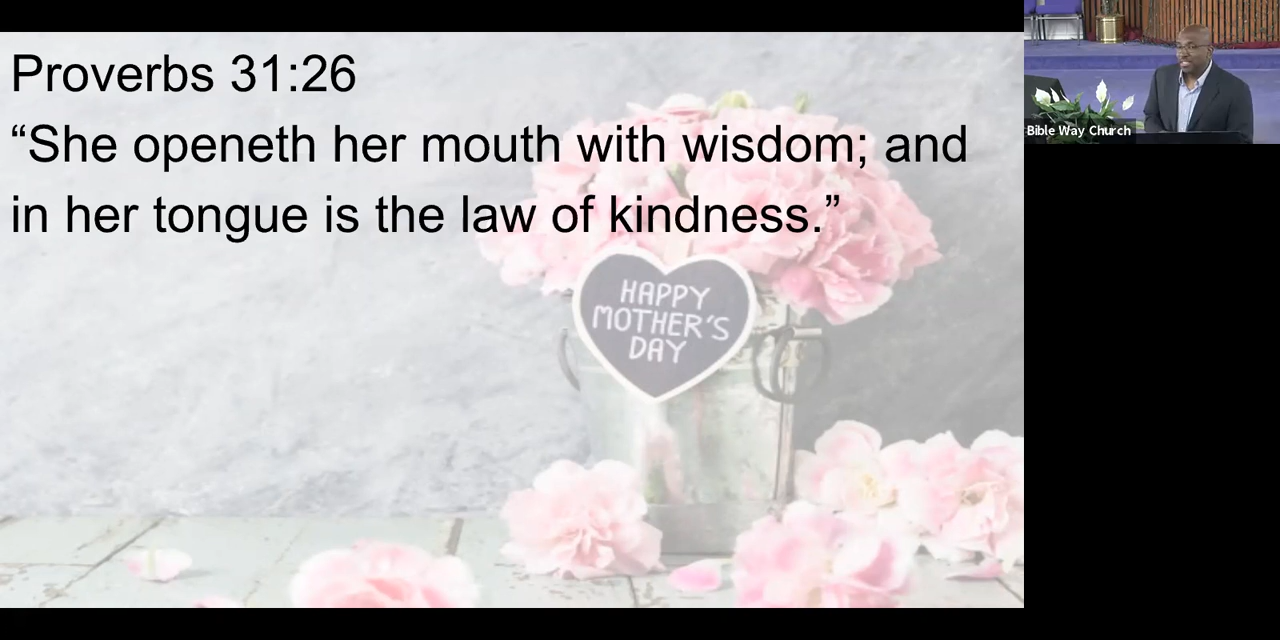 Proverbs 31:26
“She openeth her mouth with wisdom; and
in her tongue is the law of kindness.”
HAPPY
MOTHER'S
DAY
Bible Way Church